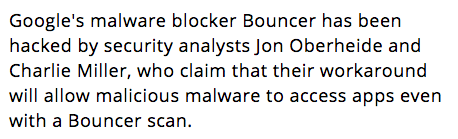 Google's malware blocker Bouncer has been
hacked by security analysts Jon Oberheide and
Charlie Miller, who claim that their workaround
will allow malicious malware to access apps even
with a Bouncer scan.